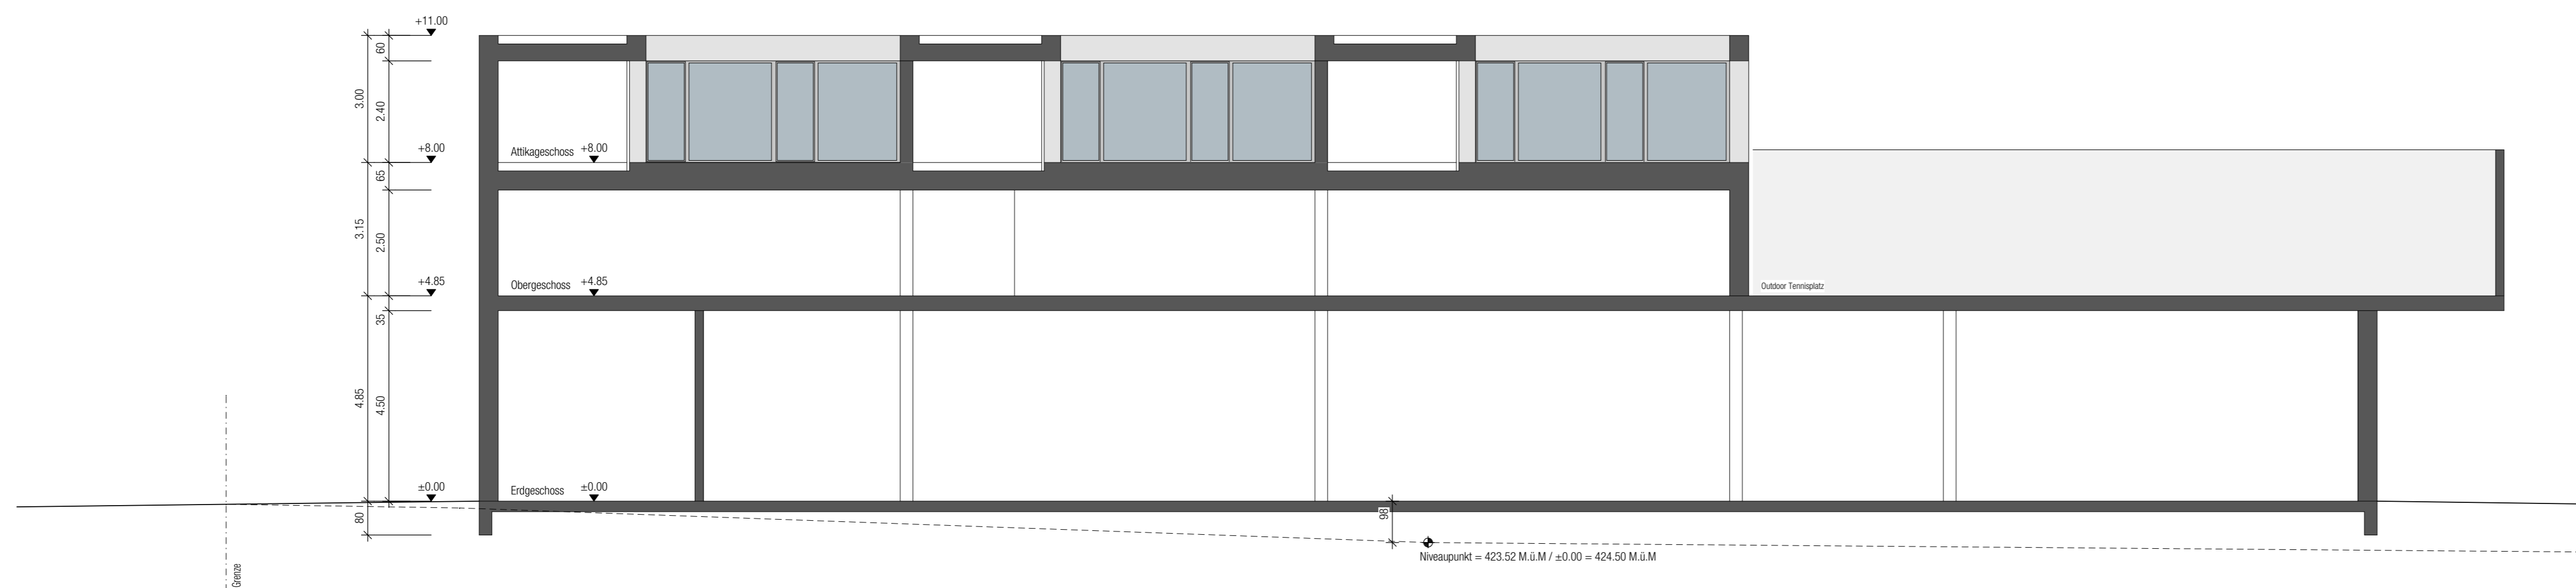 +11.00
60
3.00
2.40
+8.00
Attikageschoss +8.00
65
3.15
2.50
+4.85
Obergeschoss +4.85
Outdoor Tennisplatz
35
4.85
4.50
±0.00
Erdgeschoss ±0.00
80
98
Niveaupunkt = 423.52 M.ü.M / ±0.00 = 424.50 M.ü.M
Grenze